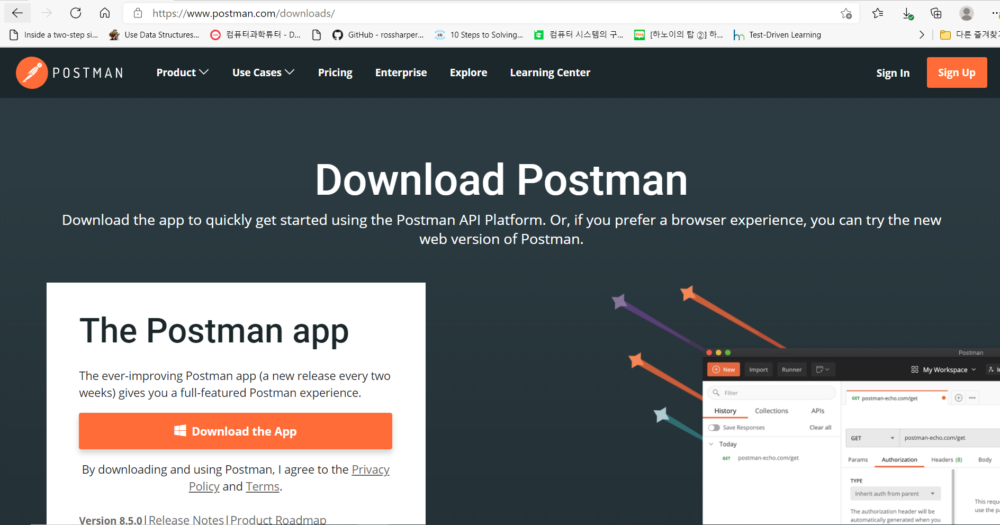 https://www.postman.com/downloads/
Inside a two-step si... Use Data Structures... 컴퓨터과학튜터 - D... GitHub - rossharper... 10 Steps to Solving... 컴퓨터 시스템의 구... [하노이의 탑 ②] 하... Test-Driven Learning
POSTMAN Product Use Cases Pricing Enterprise Explore Learning Center Sign In Sign Up
Download Postman
Download the app to quickly get started using the Postman API Platform. Or, if you prefer a browser experience, you can try the new
web version of Postman.
The Postman app
The ever-improving Postman app (a new release every two
weeks) gives you a full-featured Postman experience.
Download the App
By downloading and using Postman, I agree to the Privacy
Policy and Terms.
Version 8.5.0 | Release Notes | Product Roadmap
Postman
New Import Runner My Workspace
Filter
History Collections APIs
Save Responses Clear all
Today
GET postman-echo.com/get
GET postman-echo.com/get
GET postman-echo.com/get
Params Authorization Headers (8) Body
TYPE
Inherit auth from parent
The authorization header will be
automatically generated when you
This requ
use the pa